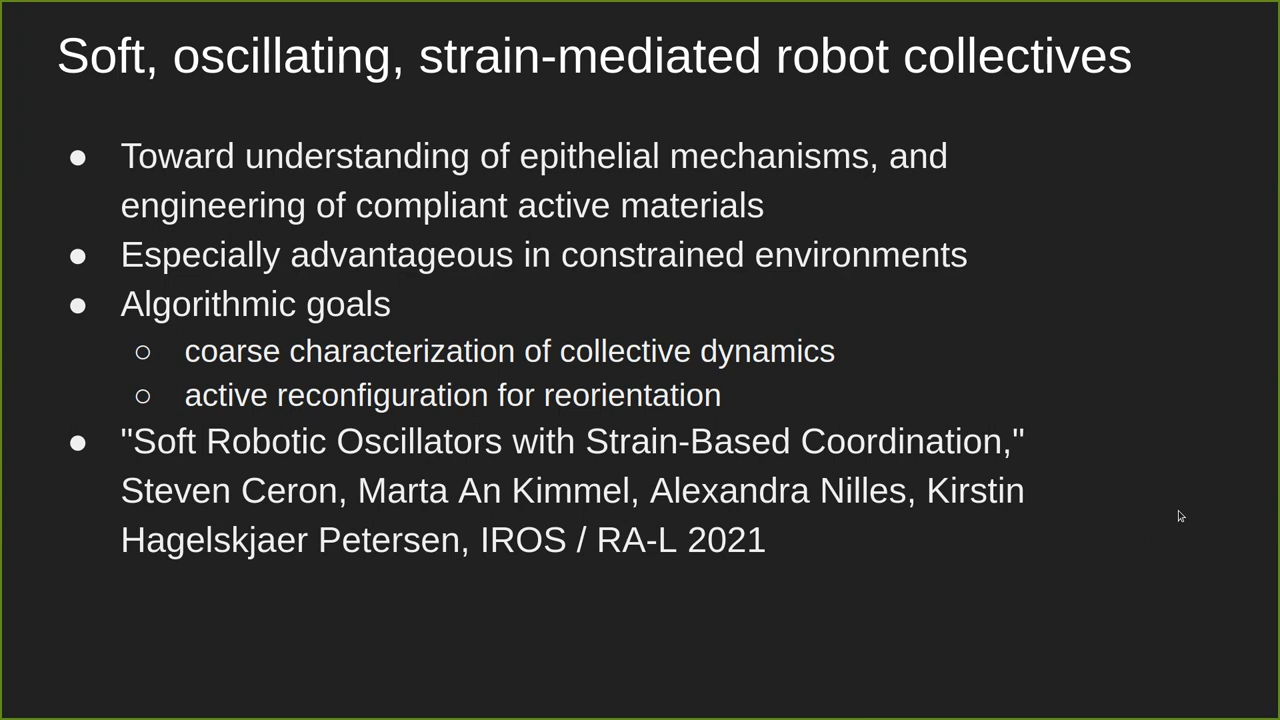 Soft, oscillating, strain-mediated robot collectives
● Toward understanding of epithelial mechanisms, and
engineering of compliant active materials
● Especially advantageous in constrained environments
● Algorithmic goals
○ coarse characterization of collective dynamics
○ active reconfiguration for reorientation
● "Soft Robotic Oscillators with Strain-Based Coordination,"
Steven Ceron, Marta An Kimmel, Alexandra Nilles, Kirstin
Hagelskjaer Petersen, IROS / RA-L 2021